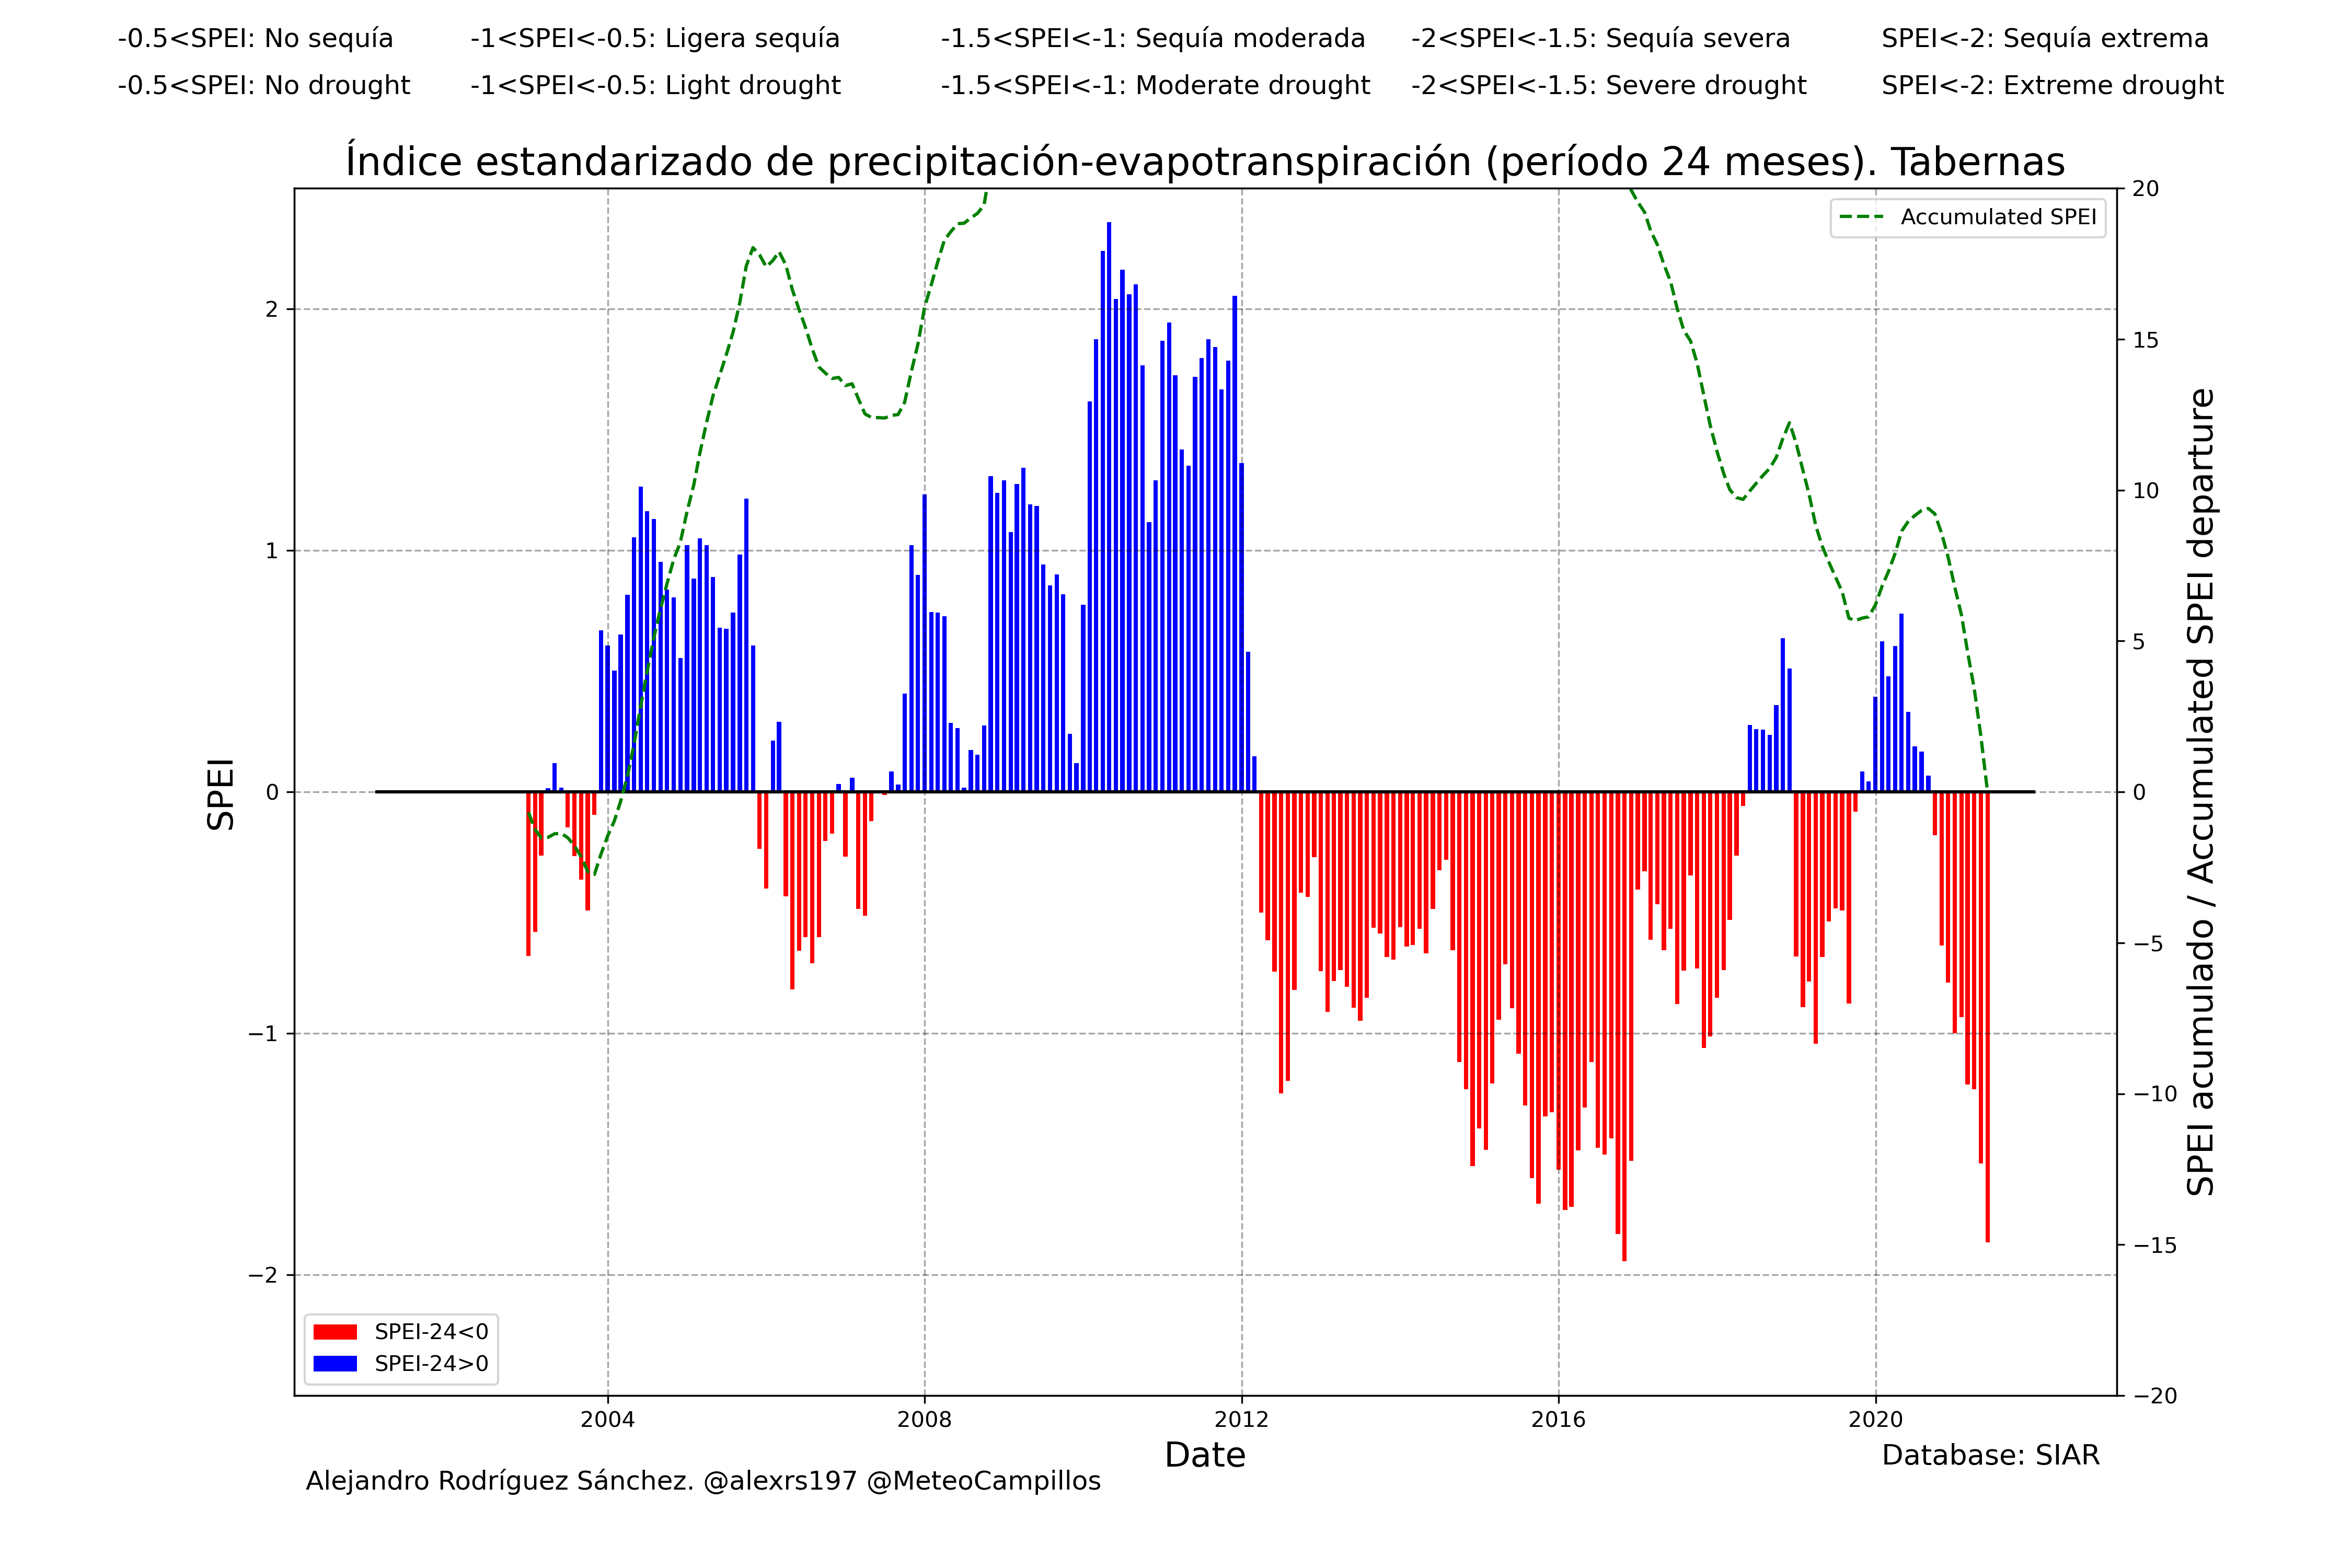 -0.5<SPEI: No sequía -1<SPEI<-0.5: Ligera sequía -1.5<SPEI<-1: Sequía moderada -2<SPEI<-1.5: Sequía severa SPEI<-2: Sequía extrema
-0.5<SPEI: No drought -1<SPEI<-0.5: Light drought -1.5<SPEI<-1: Moderate drought -2<SPEI<-1.5: Severe drought SPEI<-2: Extreme drought
Índice estandarizado de precipitación-evapotranspiración (período 24 meses). Tabernas
Accumulated SPEI
2
1
0
−1
−2
SPEI
20
15
10
5
0
−5
−10
−15
−20
SPEI acumulado / Accumulated SPEI departure
SPEI-24<0
SPEI-24>0
2004 2008 2012 2016 2020
Date
Database: SIAR
Alejandro Rodríguez Sánchez. @alexrs197 @MeteoCampillos